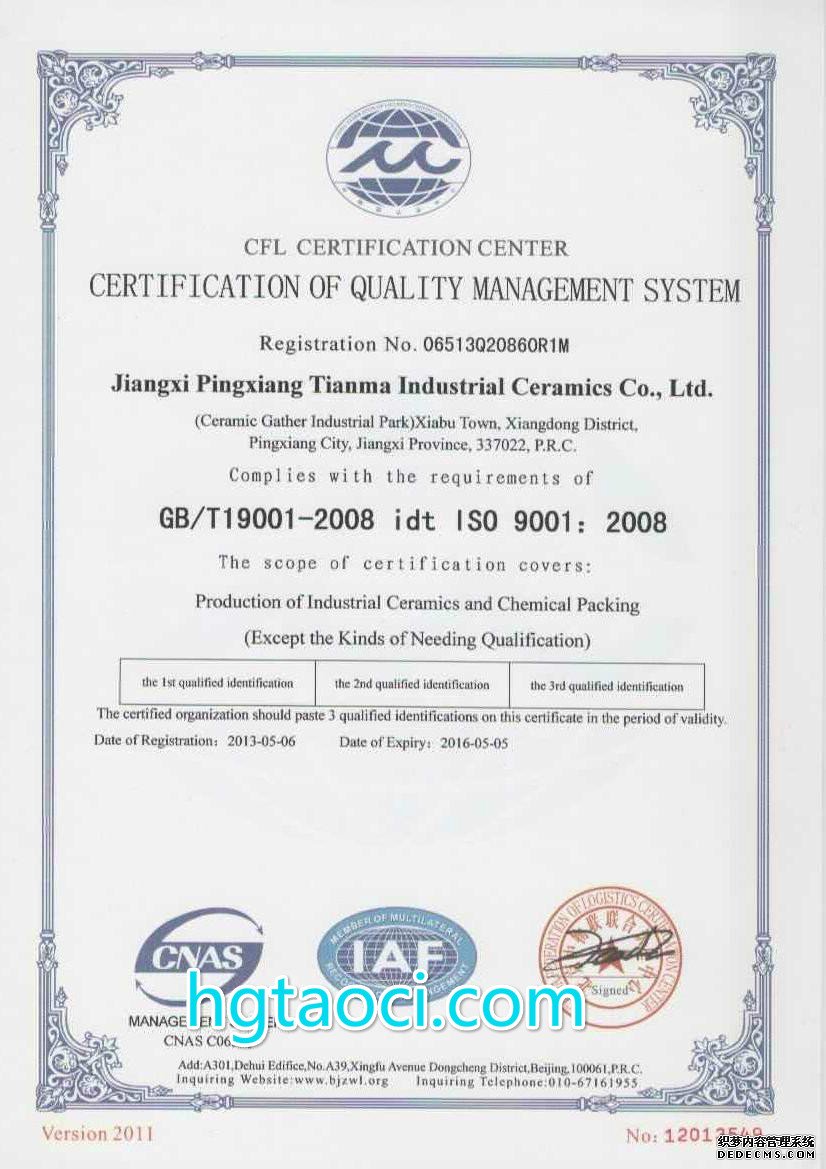 CFL CERTIFICATION CENTER
CERTIFICATION OF QUALITY MANAGEMENT SYSTEM
Registration No. 06513Q20860R1M
Jiangxi Pingxiang Tianma Industrial Ceramics Co., Ltd.
(Ceramic Gather Industrial Park)Xiabu Town, Xiangdong District,
Pingxiang City, Jiangxi Province, 337022, P.R.C.
Complies with the requirements of
GB/T19001-2008 idt ISO 9001: 2008
The scope of certification covers:
Production of Industrial Ceramics and Chemical Packing
(Except the Kinds of Needing Qualification)
the 1st qualified identification the 2nd qualified identification the 3rd qualified identification
The certified organization should paste 3 qualified identifications on this certificate in the period of validity.
Date of Registration: 2013-05-06 Date of Expiry: 2016-05-05
CNAS
MEMBER OF MULTILATERAL
IAF
Signed
hgtaoci.com
CNAS
Add:A301,Dehui Edifice,No.A39,Xingfu Avenue Dongcheng District,Beijing,100061,P.R.C.
Inquiring Website:www.bjzwl.org Inquiring Telephone:010-67161955
Version 2011
No:
织梦内容管理系统
DEDECMS.COM